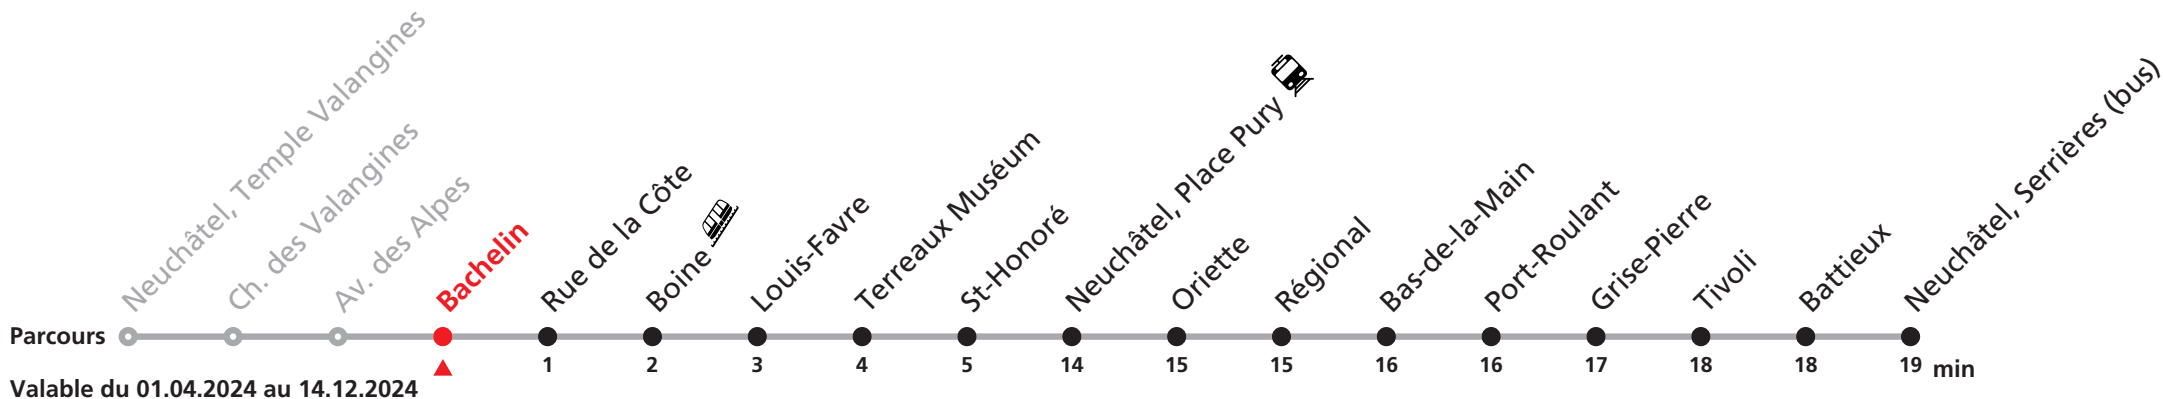 Neuchâtel, Temple Valangines
Ch. des Valangines
Av. des Alpes
Bachelin
Rue de la Côte
Boine
Louis-Favre
Terreaux Muséum
St-Honoré
Neuchâtel, Place Pury
Oriette
Régional
Bas-de-la-Main
Port-Roulant
Grise-Pierre
Tivoli
Battieux
Neuchâtel, Serrières (bus)
Parcours
1 2 3 4 5 14 15 15 16 16 17 18 18 19 min
Valable du 01.04.2024 au 14.12.2024